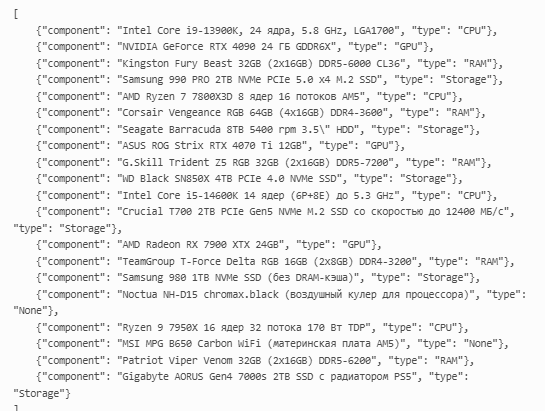 [
{"component": "Intel Core i9-13900K, 24 ядра, 5.8 GHz, LGA1700", "type": "CPU"},
{"component": "NVIDIA GeForce RTX 4090 24 ГБ GDDR6X", "type": "GPU"},
{"component": "Kingston Fury Beast 32GB (2x16GB) DDR5-6000 CL36", "type": "RAM"},
{"component": "Samsung 990 PRO 2TB NVMe PCIe 5.0 x4 M.2 SSD", "type": "Storage"},
{"component": "AMD Ryzen 7 7800X3D 8 ядер 16 потоков AM5", "type": "CPU"},
{"component": "Corsair Vengeance RGB 64GB (4x16GB) DDR4-3600", "type": "RAM"},
{"component": "Seagate Barracuda 8TB 5400 rpm 3.5\" HDD", "type": "Storage"},
{"component": "ASUS ROG Strix RTX 4070 Ti 12GB", "type": "GPU"},
{"component": "G.Skill Trident Z5 RGB 32GB (2x16GB) DDR5-7200", "type": "RAM"},
{"component": "WD Black SN850X 4TB PCIe 4.0 NVMe SSD", "type": "Storage"},
{"component": "Intel Core i5-14600K 14 ядер (6P+8E) до 5.3 GHz", "type": "CPU"},
{"component": "Crucial T700 2TB PCIe Gen5 NVMe M.2 SSD со скоростью до 12400 МБ/с",
"type": "Storage"},
{"component": "AMD Radeon RX 7900 XTX 24GB", "type": "GPU"},
{"component": "TeamGroup T-Force Delta RGB 16GB (2x8GB) DDR4-3200", "type": "RAM"},
{"component": "Samsung 980 1TB NVMe SSD (без DRAM-кэша)", "type": "Storage"},
{"component": "Noctua NH-D15 chromax.black (воздушный кулер для процессора)", "type":
"None"},
{"component": "Ryzen 9 7950X 16 ядер 32 потока 170 Вт TDP", "type": "CPU"},
{"component": "MSI MPG B650 Carbon WiFi (материнская плата AM5)", "type": "None"},
{"component": "Patriot Viper Venom 32GB (2x16GB) DDR5-6200", "type": "RAM"},
{"component": "Gigabyte AORUS Gen4 7000s 2TB SSD с радиатором PS5", "type":
"Storage"}
]